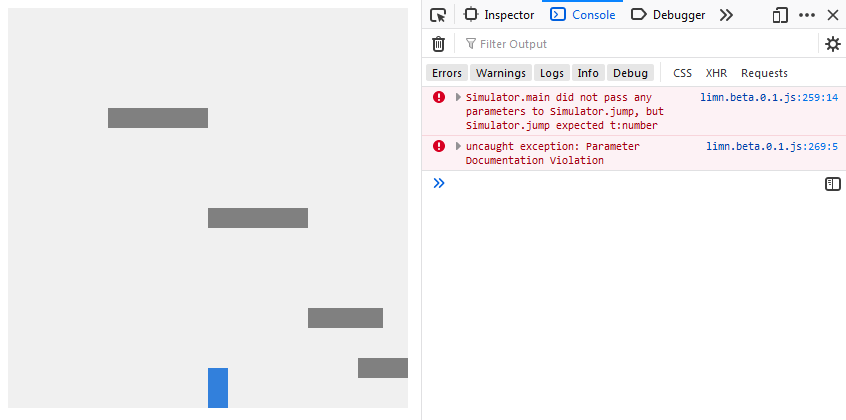 Inspector Console Debugger
Filter Output
Errors Warnings Logs Info Debug CSS XHR Requests
Simulator.main did not pass any limn.beta.0.1.js:259:14
parameters to Simulator.jump, but
Simulator.jump expected t:number
uncaught exception: Parameter limn.beta.0.1.js:269:5
Documentation Violation